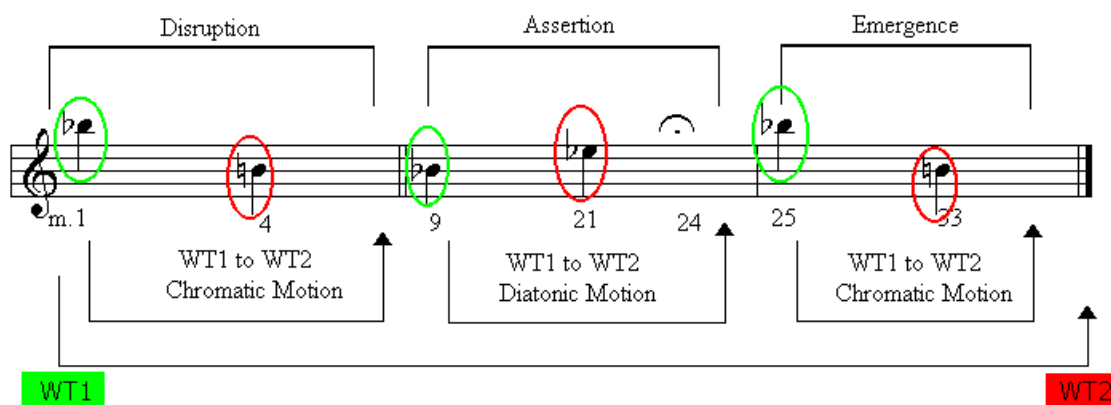 Disruption Assertion Emergence
m. 1 4 9 21 24 25 33
WT1 to WT2 WT1 to WT2 WT1 to WT2
Chromatic Motion Diatonic Motion Chromatic Motion
WT1 WT2